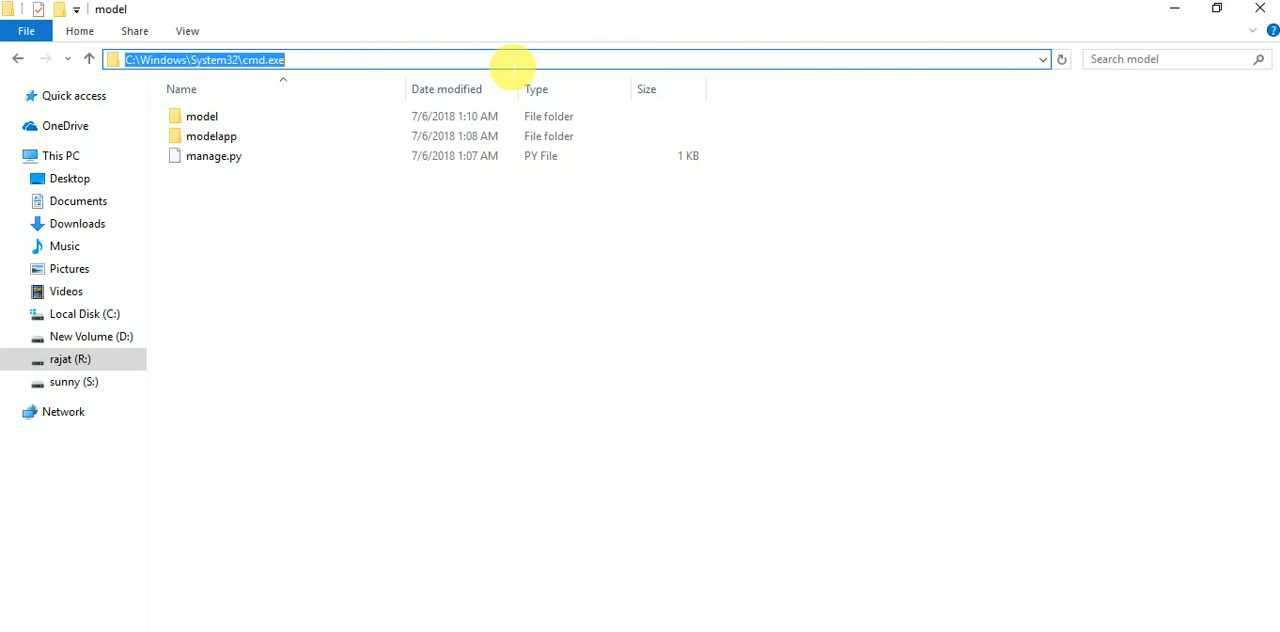 model
File Home Share View
C:\Windows\System32\cmd.exe Search model
Name Date modified Type Size
Quick access
model 7/6/2018 1:10 AM File folder
OneDrive
modelapp 7/6/2018 1:08 AM File folder
This PC
manage.py 7/6/2018 1:07 AM PY File 1 KB
Desktop
Documents
Downloads
Music
Pictures
Videos
Local Disk (C:)
New Volume (D:)
rajat (R:)
sunny (S:)
Network